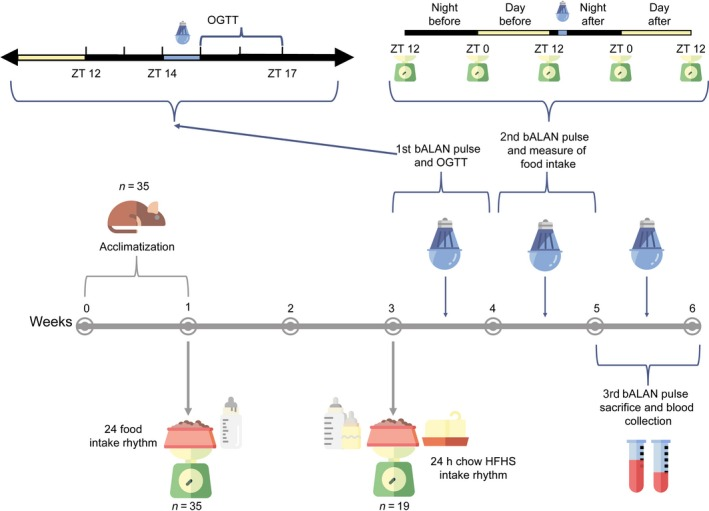 OGTT
ZT 12
ZT 14
ZT 17
Night before
Day before
Night after
Day after
ZT 12
ZT 0
ZT 12
ZT 0
ZT 12
1st bALAN pulse
and OGTT
2nd bALAN pulse
and measure of
food intake
n = 35
Acclimatization
Weeks
0
1
2
3
4
5
6
24 food
intake rhythm
n = 35
24 h chow HFHS
intake rhythm
n = 19
3rd bALAN pulse
sacrifice and blood
collection